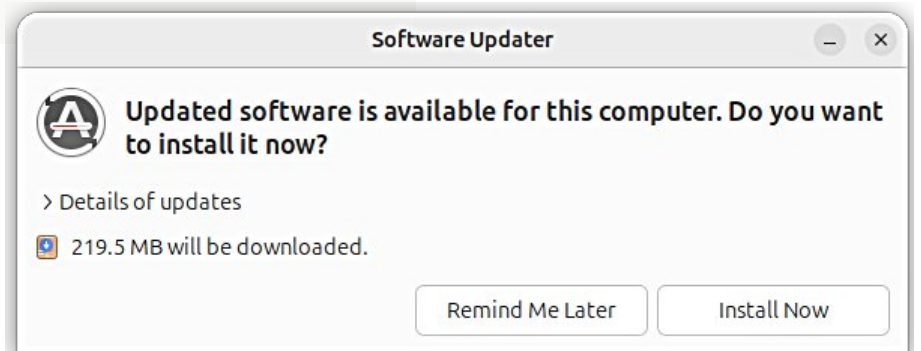 Software Updater
Updated software is available for this computer. Do you want
to install it now?
> Details of updates
219.5 MB will be downloaded.
Remind Me Later
Install Now